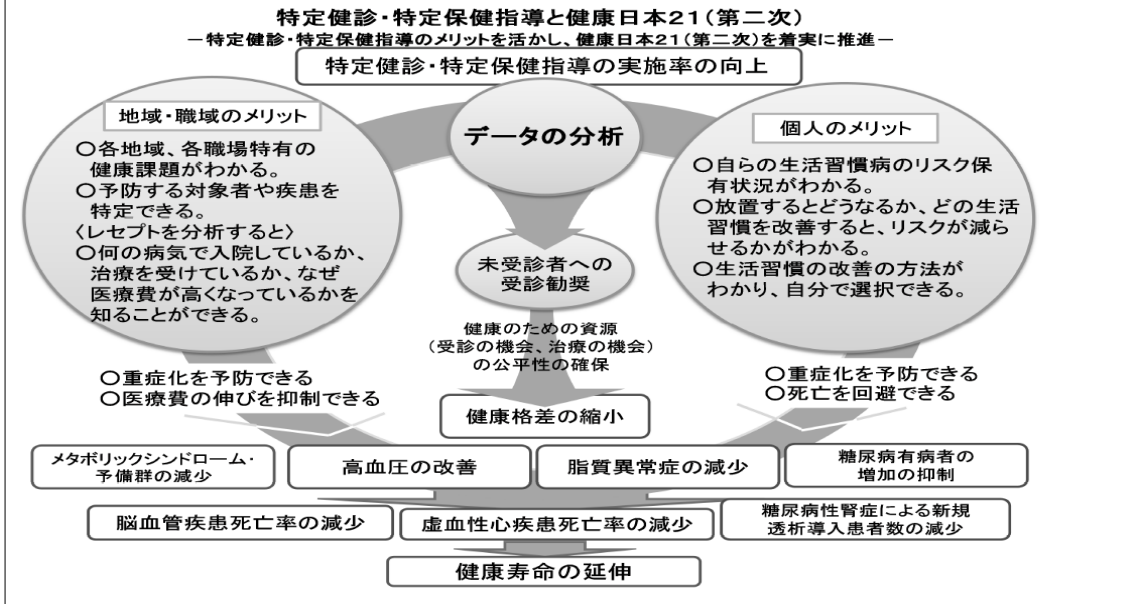 特定健診・特定保健指導と健康日本21（第二次）
－特定健診・特定保健指導のメリットを活かし、健康日本21（第二次）を着実に推進－
特定健診・特定保健指導の実施率の向上
地域・職域のメリット
○各地域、各職場特有の
健康課題がわかる。
○予防する対象者や疾患を
特定できる。
〈レセプトを分析すると〉
○何の病気で入院しているか、
治療を受けているか、なぜ
医療費が高くなっているかを
知ることができる。
データの分析
個人のメリット
○自らの生活習慣病のリスク保
有状況がわかる。
○放置するとどうなるか、どの生活
習慣を改善すると、リスクが減ら
せるかがわかる。
○生活習慣の改善の方法が
わかり、自分で選択できる。
未受診者への
受診勧奨
健康のための資源
（受診の機会、治療の機会）
の公平性の確保
○重症化を予防できる
○医療費の伸びを抑制できる
○重症化を予防できる
○死亡を回避できる
健康格差の縮小
メタボリックシンドローム・
予備群の減少
高血圧の改善
脂質異常症の減少
糖尿病有病者の
増加の抑制
脳血管疾患死亡率の減少
虚血性心疾患死亡率の減少
糖尿病性腎症による新規
透析導入患者数の減少
健康寿命の延伸